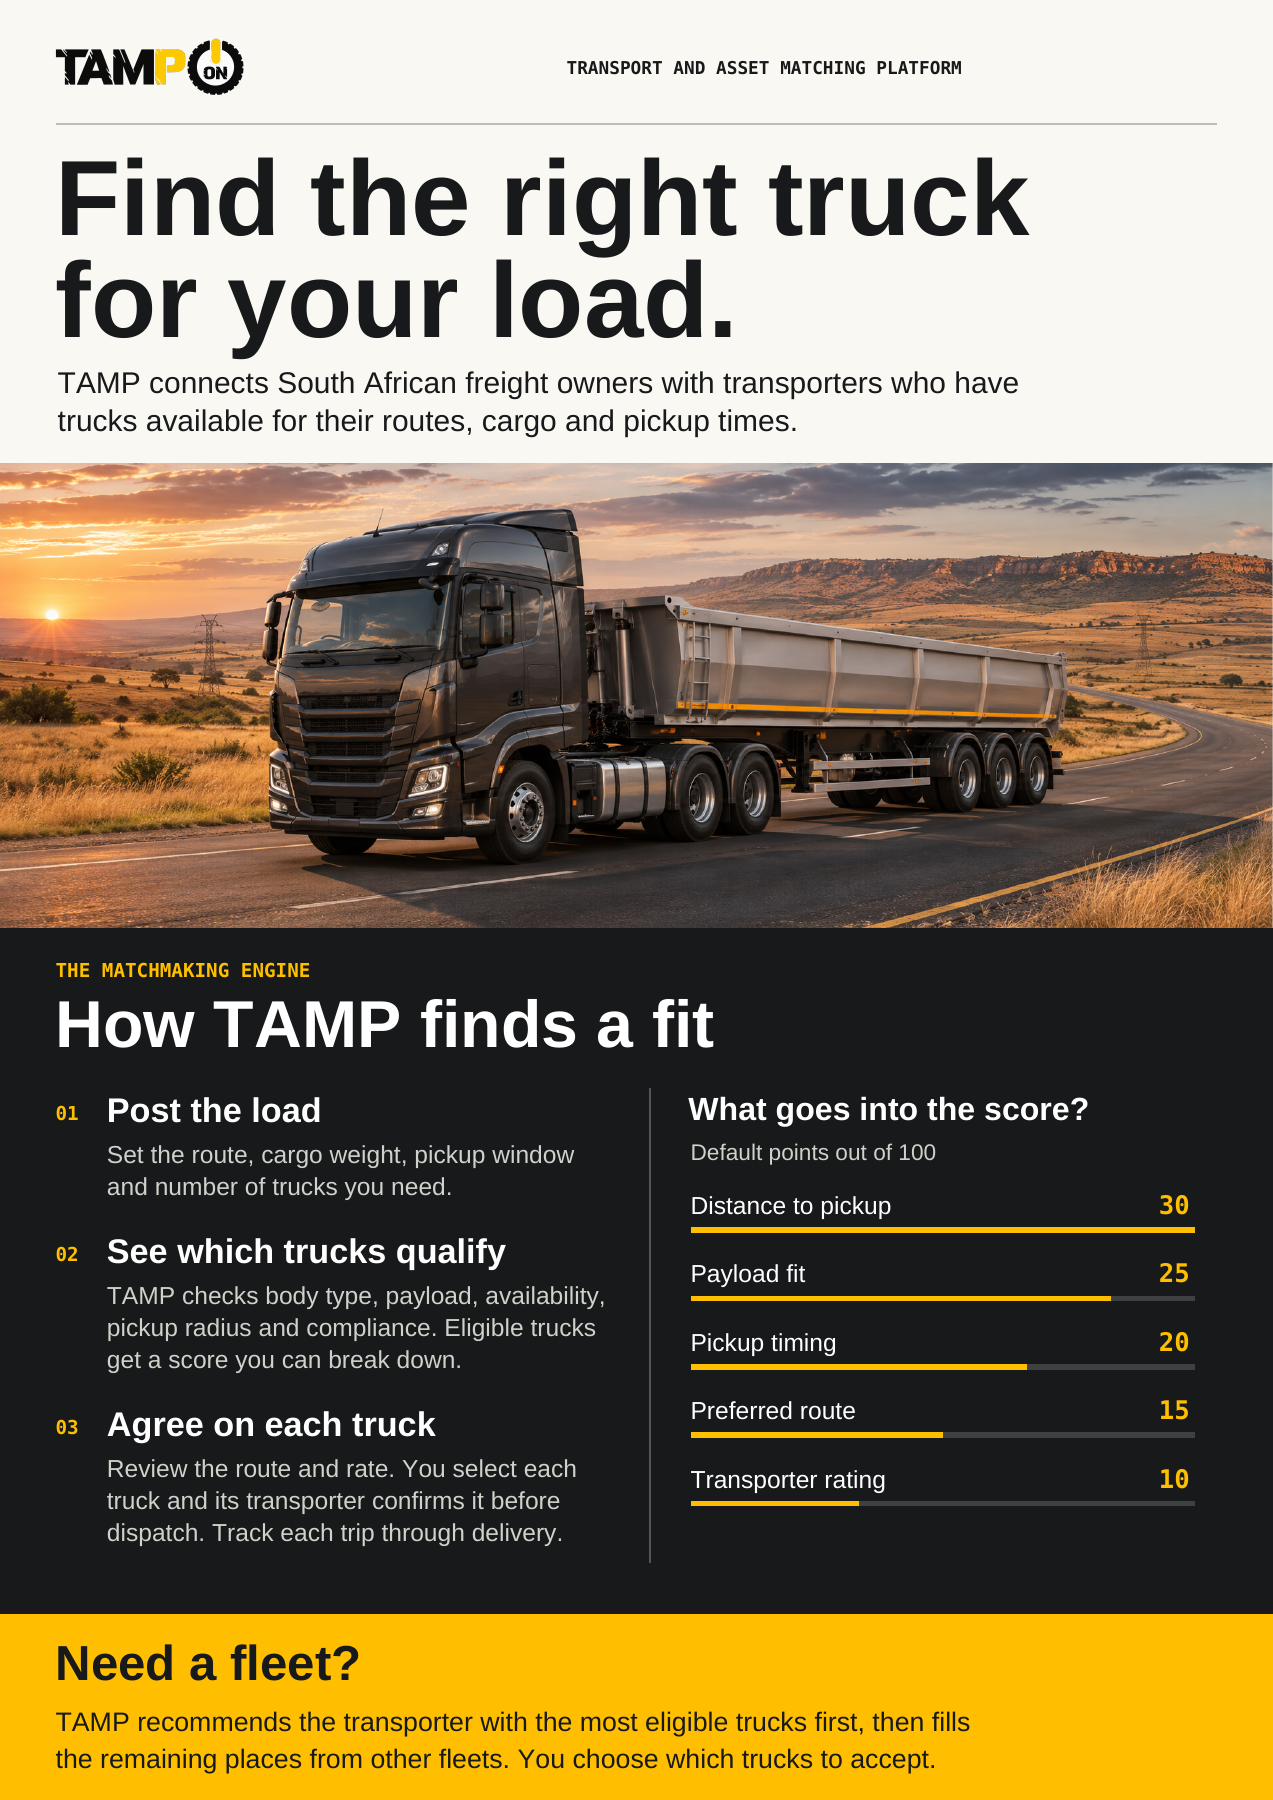 TAMPON
TRANSPORT AND ASSET MATCHING PLATFORM
Find the right truck
for your load.
TAMP connects South African freight owners with transporters who have
trucks available for their routes, cargo and pickup times.
THE MATCHMAKING ENGINE
How TAMP finds a fit
01 Post the load
Set the route, cargo weight, pickup window
and number of trucks you need.
02 See which trucks qualify
TAMP checks body type, payload, availability,
pickup radius and compliance. Eligible trucks
get a score you can break down.
03 Agree on each truck
Review the route and rate. You select each
truck and its transporter confirms it before
dispatch. Track each trip through delivery.
What goes into the score?
Default points out of 100
Distance to pickup 30
Payload fit 25
Pickup timing 20
Preferred route 15
Transporter rating 10
Need a fleet?
TAMP recommends the transporter with the most eligible trucks first, then fills
the remaining places from other fleets. You choose which trucks to accept.